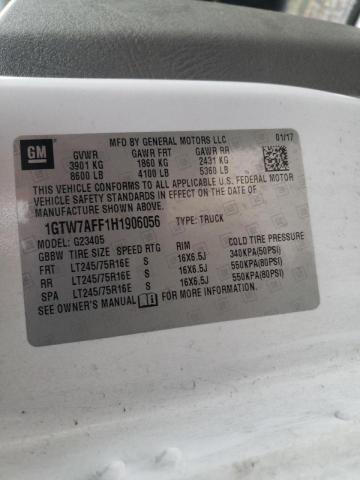 GM
MFD BY GENERAL MOTORS LLC 01/17
GVWR GAWR FRT GAWR RR
3901 KG 1860 KG 2431 KG
8600 LB 4100 LB 5360 LB
THIS VEHICLE CONFORMS TO ALL APPLICABLE U.S. FEDERAL MOTOR
VEHICLE SAFETY STANDARDS IN EFFECT ON THE DATE OF
MANUFACTURE SHOWN ABOVE.
1GTW7AFF1H1906056 TYPE: TRUCK
MODEL: G23405
GBBW TIRE SIZE SPEED RTG RIM COLD TIRE PRESSURE
FRT LT245/75R16E S 16X6.5J 340KPA(50PSI)
RR LT245/75R16E S 16X6.5J 550KPA(80PSI)
SPA LT245/75R16E S 16X6.5J 550KPA(80PSI)
SEE OWNER'S MANUAL FOR MORE INFORMATION.